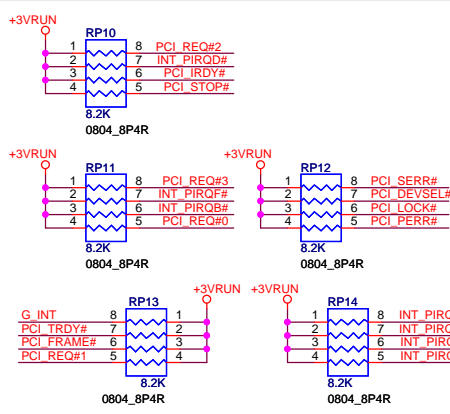 +3VRUN
RP10
1 8 PCI_REQ#2
2 7 INT_PIRQD#
3 6 PCI_IRDY#
4 5 PCI_STOP#
8.2K
0804_8P4R
+3VRUN
RP11
1 8 PCI_REQ#3
2 7 INT_PIRQF#
3 6 INT_PIRQB#
4 5 PCI_REQ#0
8.2K
0804_8P4R
+3VRUN
RP12
1 8 PCI_SERR#
2 7 PCI_DEVSEL#
3 6 PCI_LOCK#
4 5 PCI_PERR#
8.2K
0804_8P4R
+3VRUN
RP13
G_INT 8 1
PCI_TRDY# 7 2
PCI_FRAME# 6 3
PCI_REQ#1 5 4
8.2K
0804_8P4R
+3VRUN
RP14
1 8 INT_PIRQ
2 7 INT_PIRQ
3 6 INT_PIRQ
4 5 INT_PIRQ
8.2K
0804_8P4R